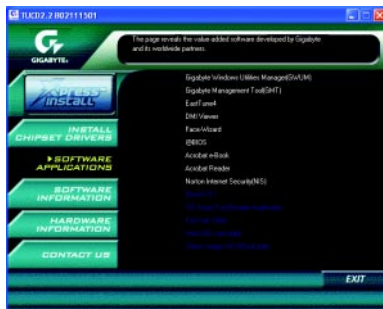 TUCD2.2 B02111501
The page reveals the value-added software developed by Gigabyte
and its worldwide partners.
GIGABYTE
Xpress
INSTALL
INSTALL
CHIPSET DRIVERS
SOFTWARE
APPLICATIONS
SOFTWARE
INFORMATION
HARDWARE
INFORMATION
CONTACT US
Gigabyte Windows Utilities Manager(GWUM)
Gigabyte Management Tool(GMT)
EasyTune4
DMI Viewer
Face-Wizard
@BIOS
Acrobat e-Book
Acrobat Reader
Norton Internet Security(NIS)
EXIT